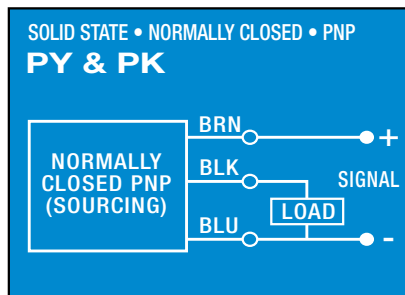 SOLID STATE • NORMALLY CLOSED • PNP
PY & PK
BRN
+
NORMALLY
CLOSED PNP
(SOURCING)
BLK
SIGNAL
LOAD
BLU
-